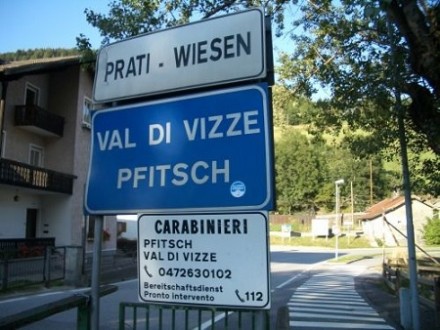 PRATI - WIESEN
VAL DI VIZZE
PFITSCH
CARABINIERI
PFITSCH
VAL DI VIZZE
0472630102
Bereitschaftsdienst
Pronto intervento 112